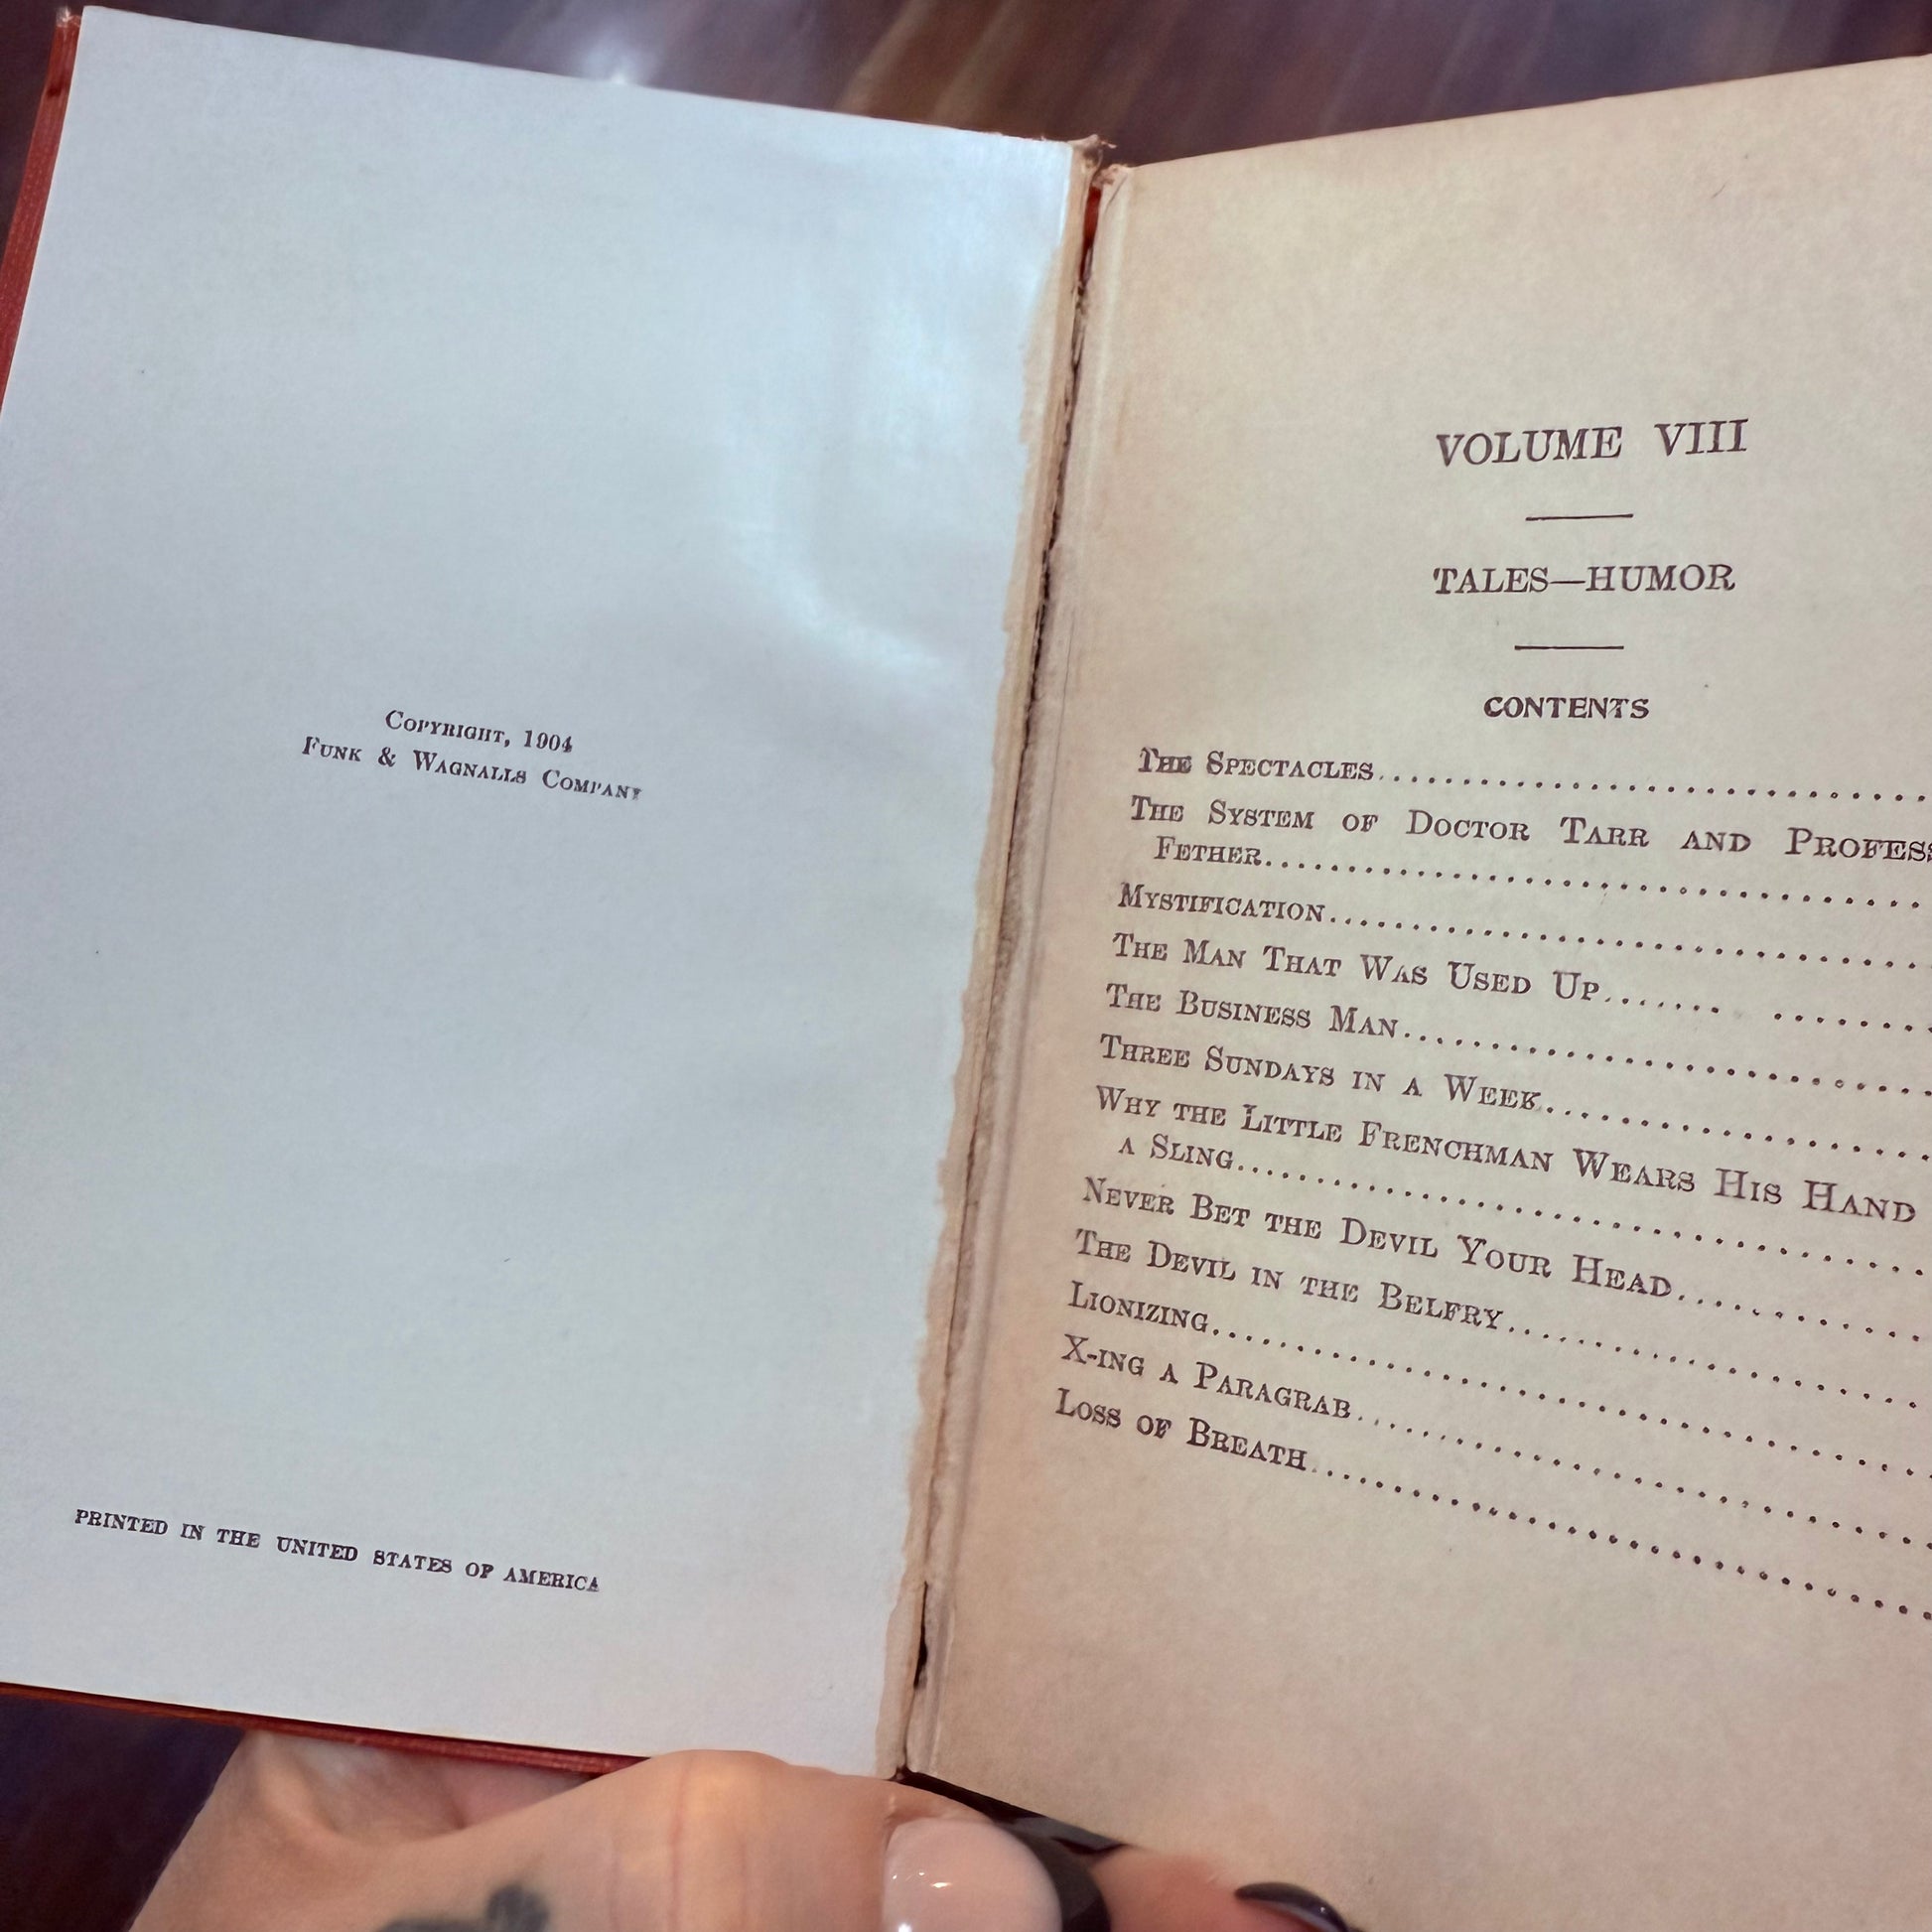 COPYRIGHT, 1904
FUNK & WAGNALLS COMPANY
PRINTED IN THE UNITED STATES OF AMERICA
VOLUME VIII
TALES—HUMOR
CONTENTS
THE SPECTACLES
THE SYSTEM OF DOCTOR TARR AND
FETHER
MYSTIFICATION
THE MAN THAT WAS USED UP
THE BUSINESS MAN
THREE SUNDAYS IN A WEEK
WHY THE LITTLE FRENCHMAN WEARS HIS HAND
A SLING
NEVER BET THE DEVIL YOUR HEAD
THE DEVIL IN THE BELFRY
LIONIZING
X-ING A PARAGRAB
LOSS OF BREATH